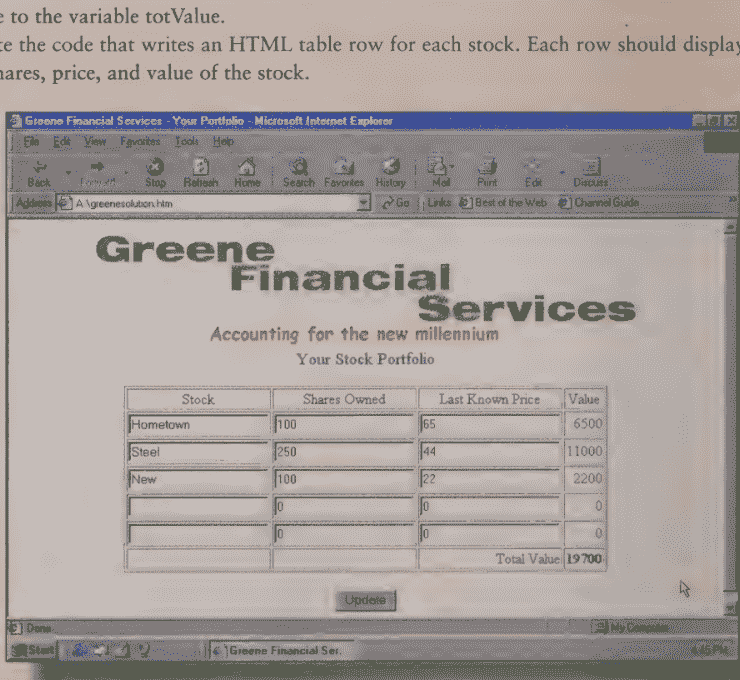 e to the variable totValue.
te the code that writes an HTML table row for each stock. Each row should display
hares, price, and value of the stock.
Greene Financial Services - Your Portfolio - Microsoft Internet Explorer
File Edit View Favorites Tools Help
Back Forward Stop Refresh Home Search Favorites History Mail Print Edit Discuss
Address A:\greenesolution.htm Go Links Best of the Web Channel Guide
Greene
Financial
Services
Accounting for the new millennium
Your Stock Portfolio
Stock Shares Owned Last Known Price Value
Hometown 100 65 6500
Steel 250 44 11000
New 100 22 2200
0 0 0
0 0 0
Total Value 19700
Update
Done My Computer
Start Greene Financial Ser. 4:45 PM